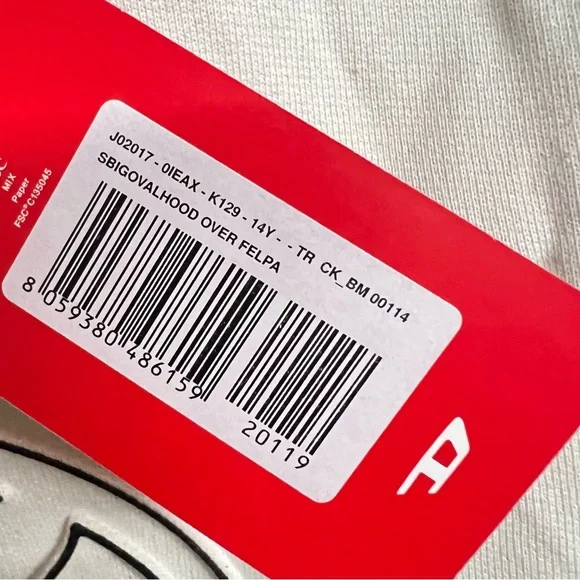 MIX
Paper
FSC® C135045
J02017 - 0IEAX - K129 - 14Y - - TR CK_BM 00114
SBIGOVALHOOD OVER FELPA
8 059380 486159
20119
D